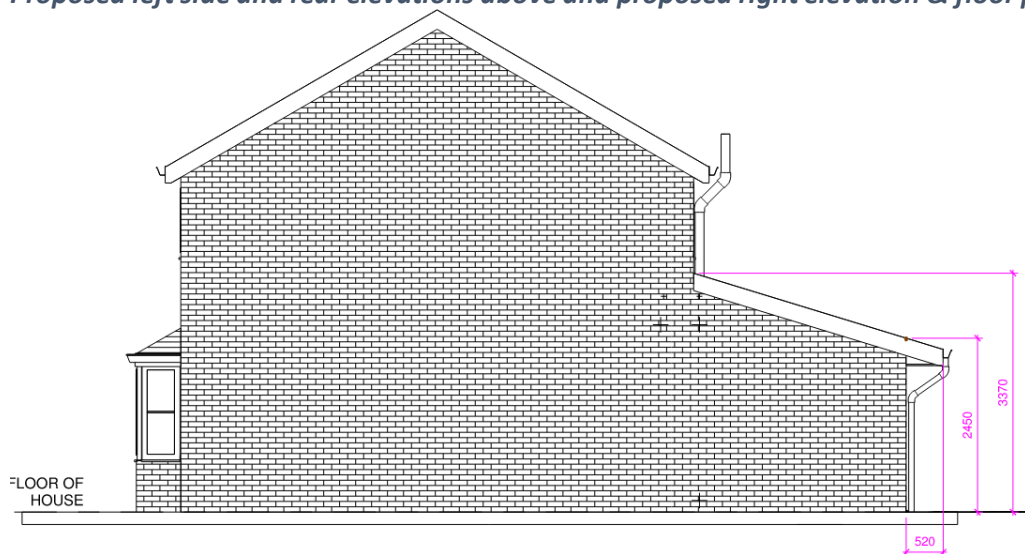 Proposed left side and rear elevations above and proposed right elevation & floor
3370
2450
FLOOR OF
HOUSE
520